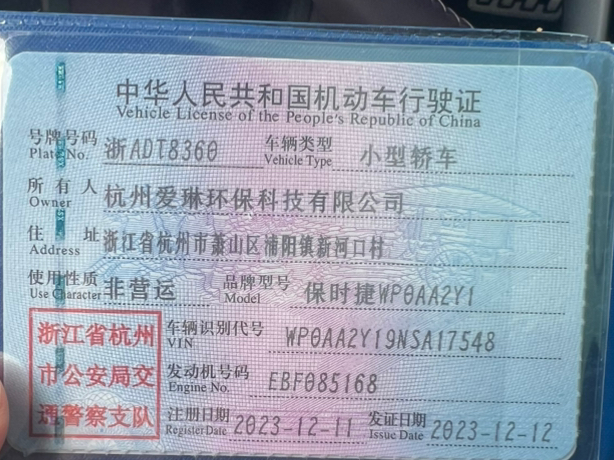 中华人民共和国机动车行驶证
Vehicle License of the People's Republic of China
号牌号码 浙ADT8360 车辆类型 小型轿车
Plate No. Vehicle Type
所有人 杭州爱琳环保科技有限公司
Owner
住址 浙江省杭州市萧山区浦阳镇新河口村
Address
使用性质 非营运 品牌型号 保时捷WP0AA2Y1
Use Character Model
浙江省杭州 车辆识别代号 WP0AA2Y19NSA17548
VIN
市公安局交 发动机号码 EBF085168
Engine No.
通警察支队 注册日期 2023-12-11 发证日期 2023-12-12
Register Date Issue Date